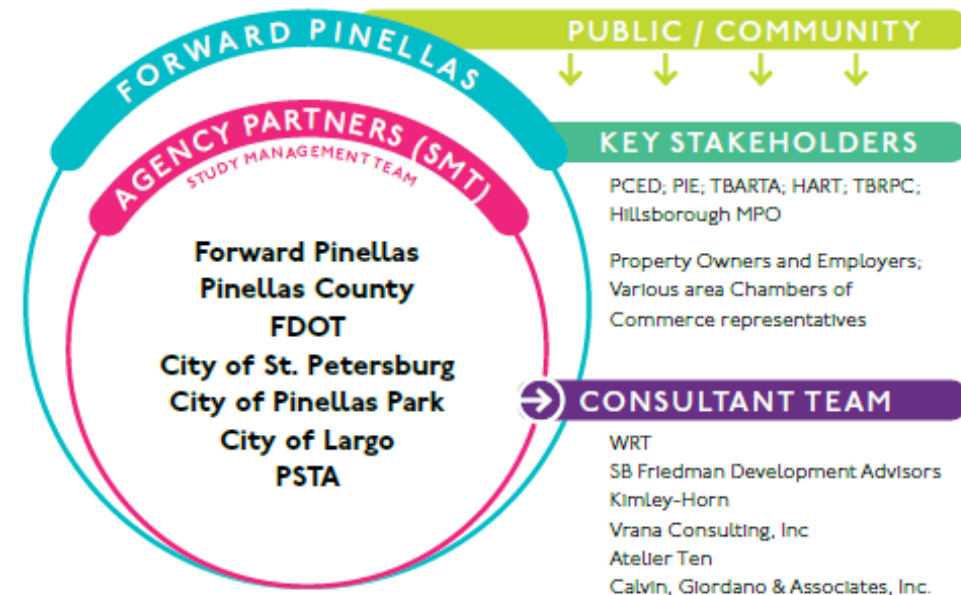 FORWARD PINELLAS
AGENCY PARTNERS (SMT)
STUDY MANAGEMENT TEAM
Forward Pinellas
Pinellas County
FDOT
City of St. Petersburg
City of Pinellas Park
City of Largo
PSTA
PUBLIC / COMMUNITY
KEY STAKEHOLDERS
PCED; PIE; TBARTA; HART; TBRPC;
Hillsborough MPO
Property Owners and Employers;
Various area Chambers of
Commerce representatives
CONSULTANT TEAM
WRT
SB Friedman Development Advisors
Kimley-Horn
Vrana Consulting, Inc
Atelier Ten
Calvin, Giordano & Associates, Inc.